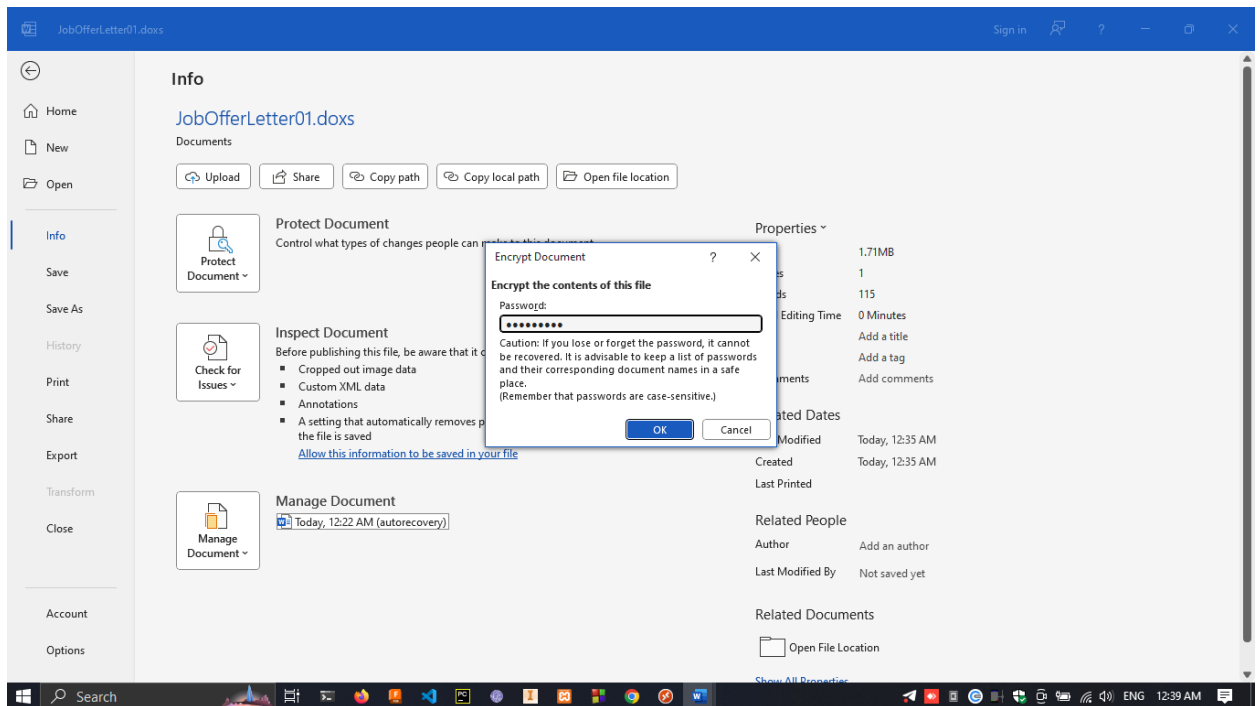 JobOfferLetter01.doxs
Sign in
?
Home
New
Open
Info
Save
Save As
History
Print
Share
Export
Transform
Close
Account
Options
Info
JobOfferLetter01.doxs
Documents
Upload
Share
Copy path
Copy local path
Open file location
Protect Document
Protect Document
Control what types of changes people can make to this document.
Check for Issues
Inspect Document
Before publishing this file, be aware that it c
Cropped out image data
Custom XML data
Annotations
A setting that automatically removes p
the file is saved
Allow this information to be saved in your file
Manage Document
Manage Document
Today, 12:22 AM (autorecovery)
Encrypt Document
?
Encrypt the contents of this file
Password:
•••••••••
Caution: If you lose or forget the password, it cannot
be recovered. It is advisable to keep a list of passwords
and their corresponding document names in a safe
place.
(Remember that passwords are case-sensitive.)
OK
Cancel
Properties
1.71MB
1
115
Editing Time 0 Minutes
Add a title
Add a tag
Add comments
Dates
Modified Today, 12:35 AM
Created Today, 12:35 AM
Last Printed
Related People
Author Add an author
Last Modified By Not saved yet
Related Documents
Open File Location
Show All Properties
Search
ENG
12:39 AM